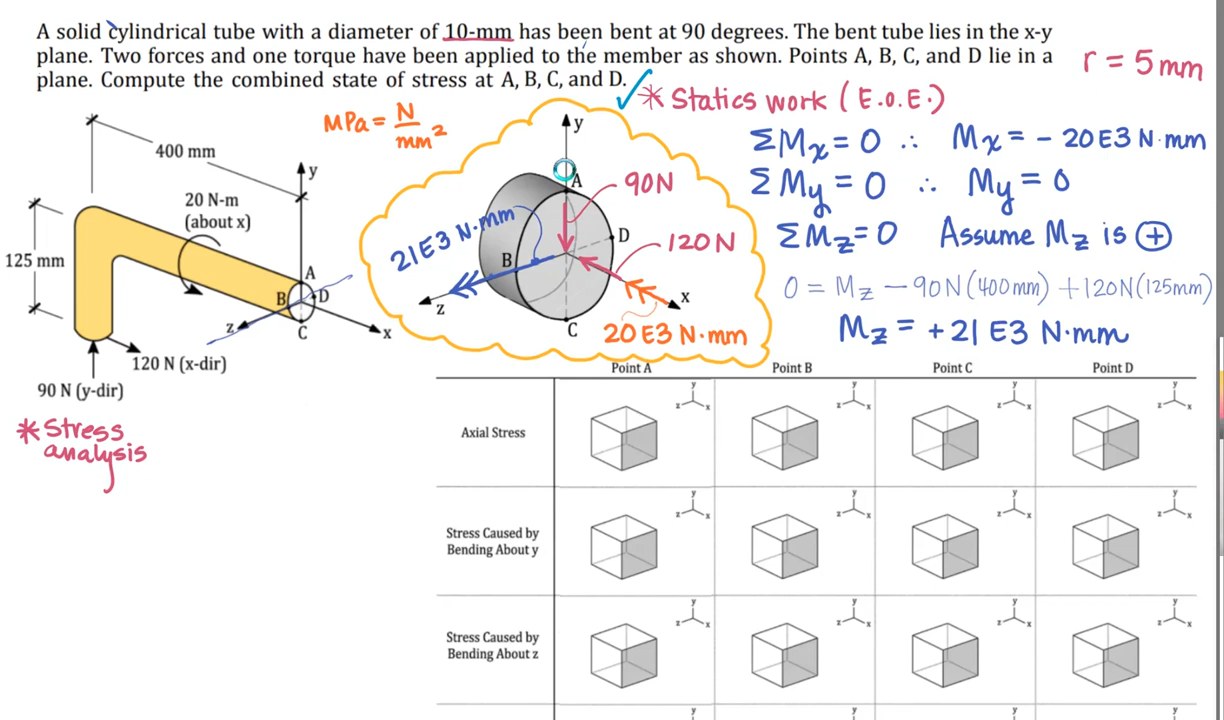 A solid cylindrical tube with a diameter of 10-mm has been bent at 90 degrees. The bent tube lies in the x-y
plane. Two forces and one torque have been applied to the member as shown. Points A, B, C, and D lie in a
plane. Compute the combined state of stress at A, B, C, and D.
r = 5mm
* Statics work (E.O.E.)
MPa = N/mm²
ΣMx = 0 ∴ Mx = - 20E3 N·mm
ΣMy = 0 ∴ My = 0
ΣMz = 0 Assume Mz is +
0 = Mz - 90N(400mm) + 120N(125mm)
Mz = +21 E3 N·mm
400 mm
y
20 N-m
(about x)
125 mm
A
B
D
z
C
x
120 N (x-dir)
90 N (y-dir)
y
A
90N
21E3 N·mm
D
120N
B
x
z
C
20E3 N·mm
* Stress
analysis
Point A Point B Point C Point D
Axial Stress
y z x y z x y z x y z x
Stress Caused by
Bending About y
y z x y z x y z x y z x
Stress Caused by
Bending About z
y z x y z x y z x y z x
y y y y